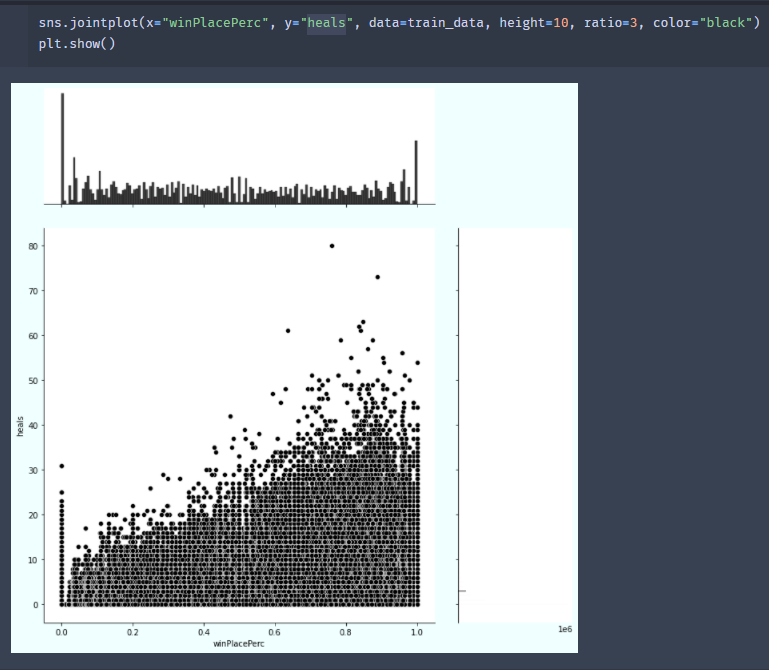 sns.jointplot(x="winPlacePerc", y="heals", data=train_data, height=10, ratio=3, color="black")
plt.show()
80
70
60
50
40
30
20
10
0
heals
0.0 0.2 0.4 0.6 0.8 1.0
winPlacePerc
1e6